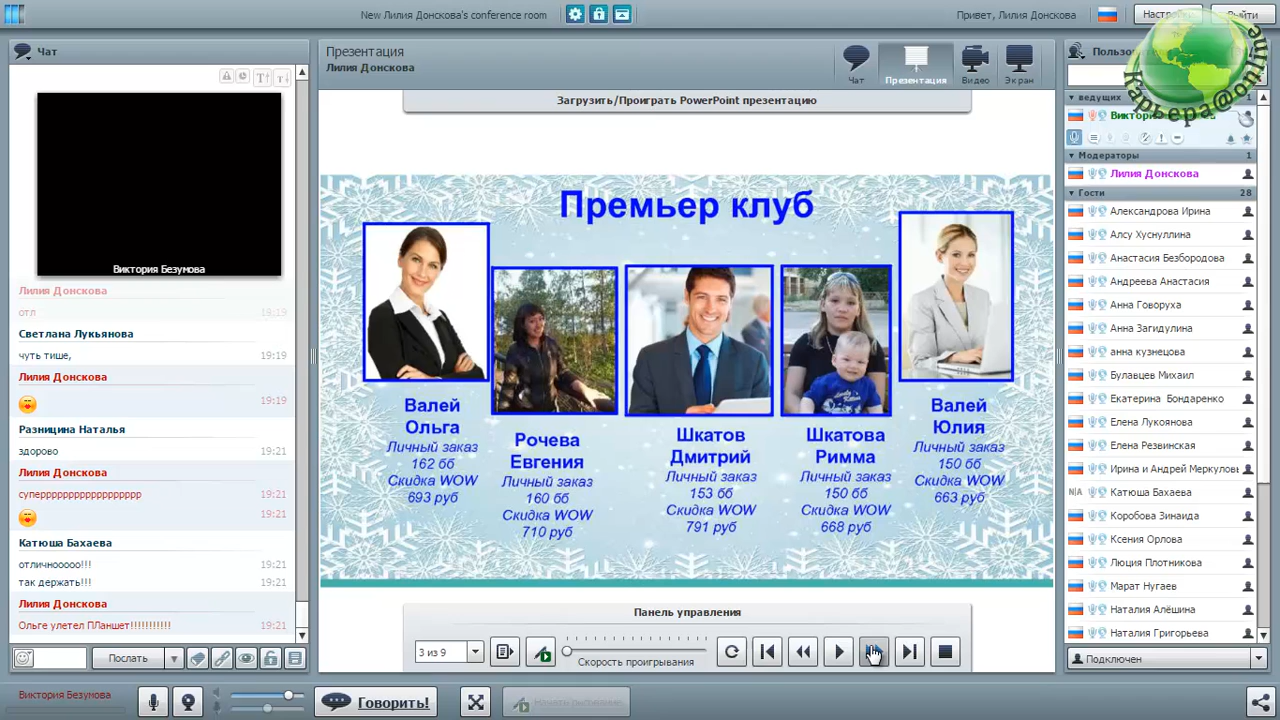 New Лилия Донскова's conference room
Привет, Лилия Донскова
Настройки
Выйти
карьера@online
Чат
Виктория Безумова
Лилия Донскова
отл 19:19
Светлана Лукьянова
чуть тише, 19:19
Лилия Донскова
19:19
Разницина Наталья
здорово 19:21
Лилия Донскова
суперррррррррррррррррр 19:21
19:21
Катюша Бахаева
отличнооооо!!! 19:21
так держать!!! 19:21
Лилия Донскова
Ольге улетел ПЛаншет!!!!!!!!!!! 19:21
Послать
Виктория Безумова
Презентация
Лилия Донскова
Чат
Презентация
Видео
Экран
Загрузить/Проиграть PowerPoint презентацию
Премьер клуб
Валей
Ольга
Личный заказ
162 бб
Скидка WOW
693 руб
Рочева
Евгения
Личный заказ
160 бб
Скидка WOW
710 руб
Шкатов
Дмитрий
Личный заказ
153 бб
Скидка WOW
791 руб
Шкатова
Римма
Личный заказ
150 бб
Скидка WOW
668 руб
Валей
Юлия
Личный заказ
150 бб
Скидка WOW
663 руб
Панель управления
3 из 9
Скорость проигрывания
Говорить!
ведущих 1
Модераторы 1
Лилия Донскова
Гости 28
Александрова Ирина
Алсу Хуснуллина
Анастасия Безбородова
Андреева Анастасия
Анна Говоруха
Анна Загидулина
анна кузнецова
Булавцев Михаил
Екатерина Бондаренко
Елена Лукьянова
Елена Резвинская
Ирина и Андрей Меркуловы
N|A Катюша Бахаева
Коробова Зинаида
Ксения Орлова
Люция Плотникова
Марат Нугаев
Наталия Алёшина
Наталия Григорьева
Подключен